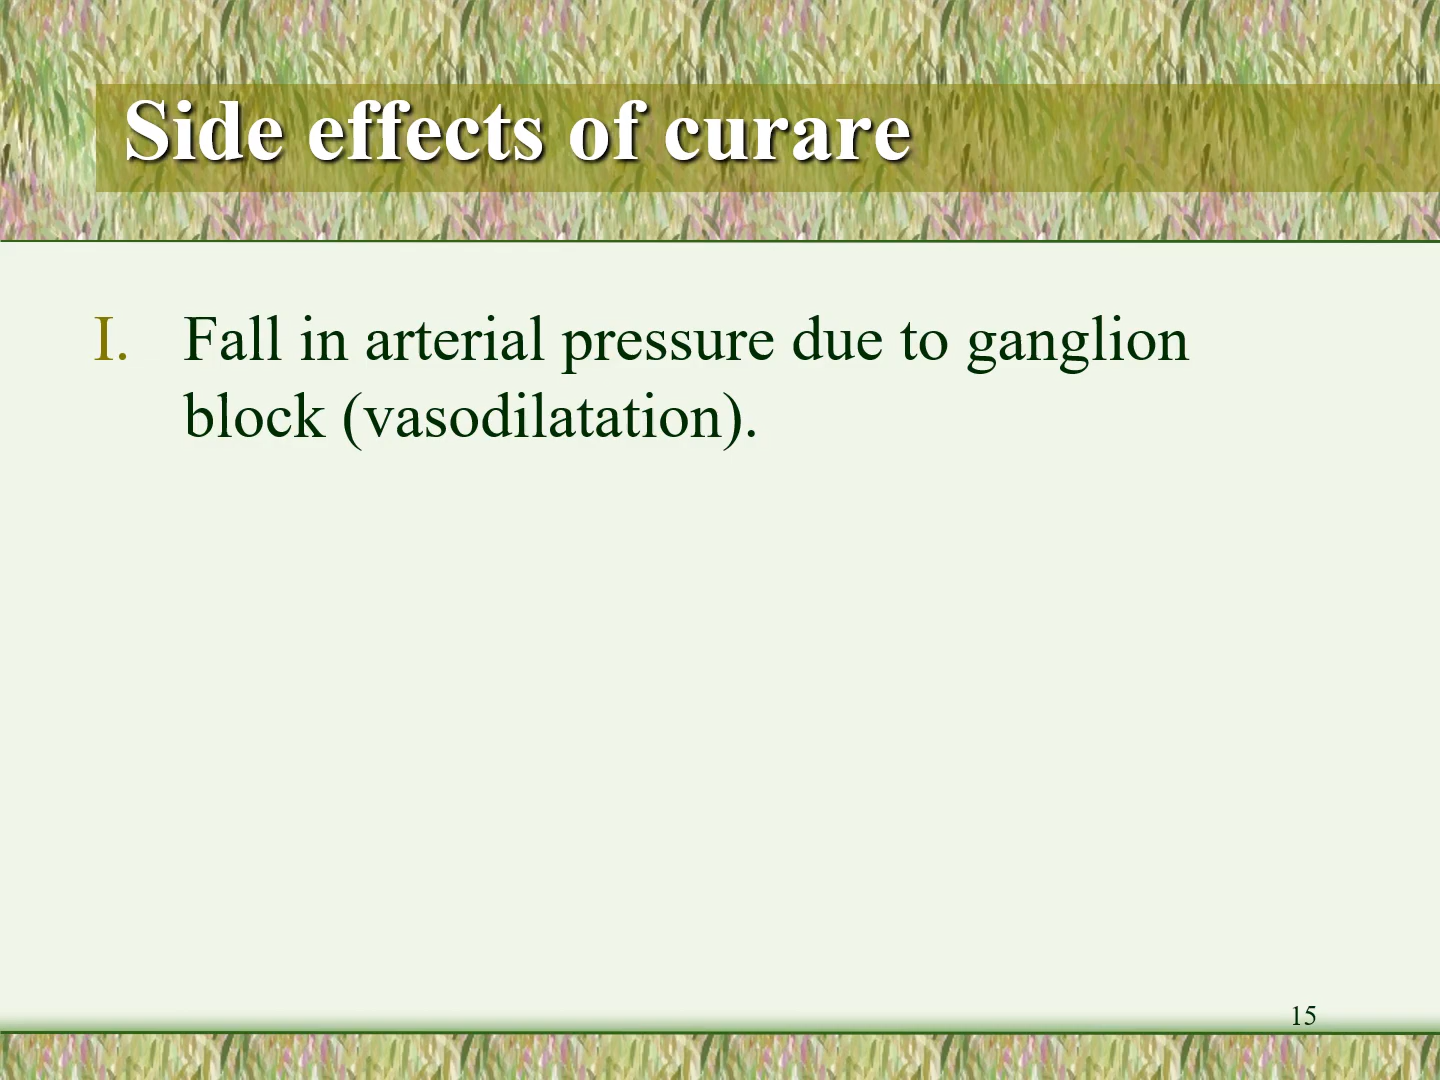 Side effects of curare
I. Fall in arterial pressure due to ganglion
block (vasodilatation).
15